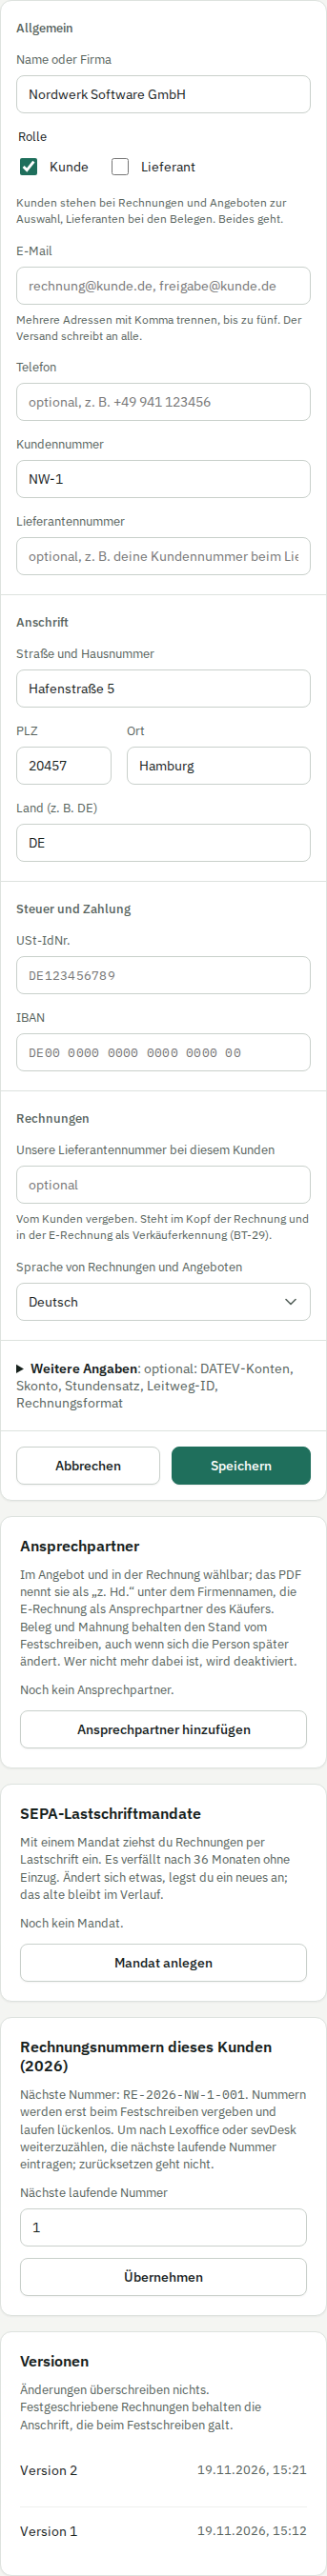 Allgemein
Name oder Firma
Nordwerk Software GmbH
Rolle
Kunde Lieferant
Kunden stehen bei Rechnungen und Angeboten zur
Auswahl, Lieferanten bei den Belegen. Beides geht.
E-Mail
rechnung@kunde.de, freigabe@kunde.de
Mehrere Adressen mit Komma trennen, bis zu fünf. Der
Versand schreibt an alle.
Telefon
optional, z. B. +49 941 123456
Kundennummer
NW-1
Lieferantennummer
optional, z. B. deine Kundennummer beim Lie
Anschrift
Straße und Hausnummer
Hafenstraße 5
PLZ Ort
20457 Hamburg
Land (z. B. DE)
DE
Steuer und Zahlung
USt-IdNr.
DE123456789
IBAN
DE00 0000 0000 0000 0000 00
Rechnungen
Unsere Lieferantennummer bei diesem Kunden
optional
Vom Kunden vergeben. Steht im Kopf der Rechnung und
in der E-Rechnung als Verkäuferkennung (BT-29).
Sprache von Rechnungen und Angeboten
Deutsch
Weitere Angaben: optional: DATEV-Konten,
Skonto, Stundensatz, Leitweg-ID,
Rechnungsformat
Abbrechen Speichern
Ansprechpartner
Im Angebot und in der Rechnung wählbar; das PDF
nennt sie als „z. Hd.“ unter dem Firmennamen, die
E-Rechnung als Ansprechpartner des Käufers.
Beleg und Mahnung behalten den Stand vom
Festschreiben, auch wenn sich die Person später
ändert. Wer nicht mehr dabei ist, wird deaktiviert.
Noch kein Ansprechpartner.
Ansprechpartner hinzufügen
SEPA-Lastschriftmandate
Mit einem Mandat ziehst du Rechnungen per
Lastschrift ein. Es verfällt nach 36 Monaten ohne
Einzug. Ändert sich etwas, legst du ein neues an;
das alte bleibt im Verlauf.
Noch kein Mandat.
Mandat anlegen
Rechnungsnummern dieses Kunden
(2026)
Nächste Nummer: RE-2026-NW-1-001. Nummern
werden erst beim Festschreiben vergeben und
laufen lückenlos. Um nach Lexoffice oder sevDesk
weiterzuzählen, die nächste laufende Nummer
eintragen; zurücksetzen geht nicht.
Nächste laufende Nummer
1
Übernehmen
Versionen
Änderungen überschreiben nichts.
Festgeschriebene Rechnungen behalten die
Anschrift, die beim Festschreiben galt.
Version 2 19.11.2026, 15:21
Version 1 19.11.2026, 15:12